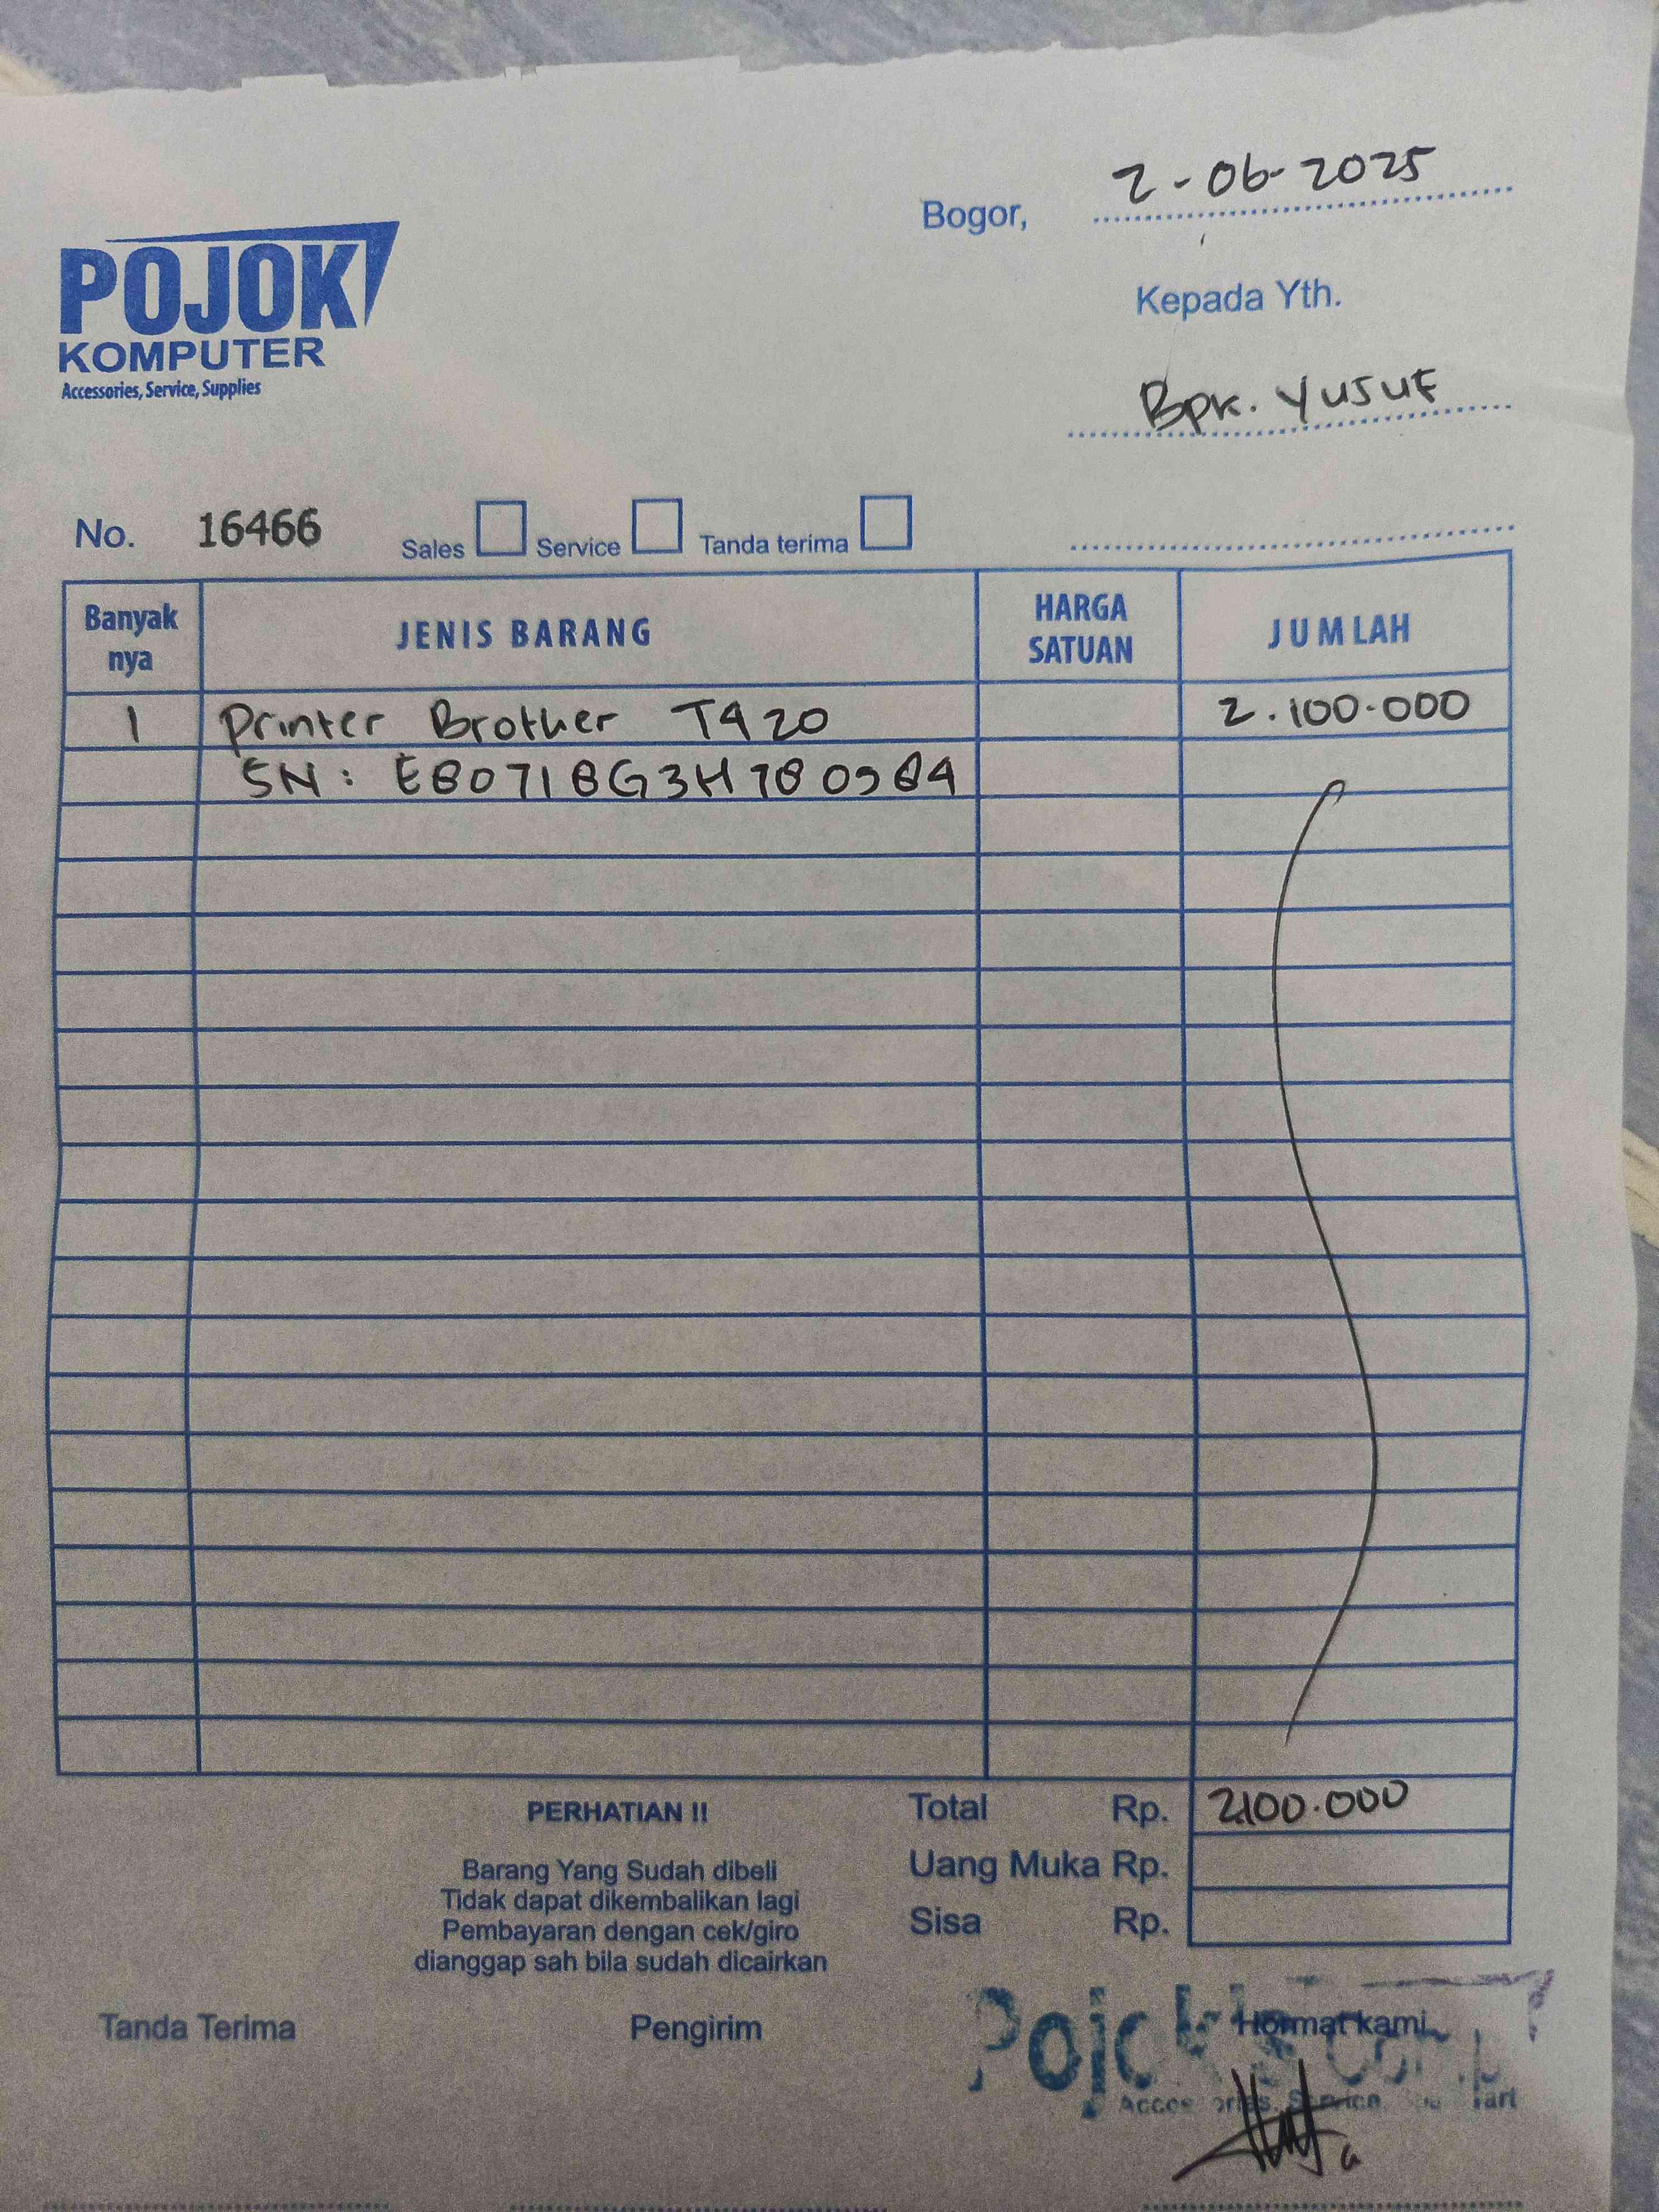 Bogor, 2-06-2025
POJOK
KOMPUTER
Accessories, Service, Supplies
Kepada Yth.
Bpk. Yusuf
No. 16466 Sales Service Tanda terima
Banyak nya JENIS BARANG HARGA SATUAN JUMLAH
1 Printer Brother T420 2.100.000
SN:
Total Rp. 2.100.000
Uang Muka Rp.
Sisa Rp.
PERHATIAN !!
Barang Yang Sudah dibeli
Tidak dapat dikembalikan lagi
Pembayaran dengan cek/giro
dianggap sah bila sudah dicairkan
Tanda Terima Pengirim Hormat kami